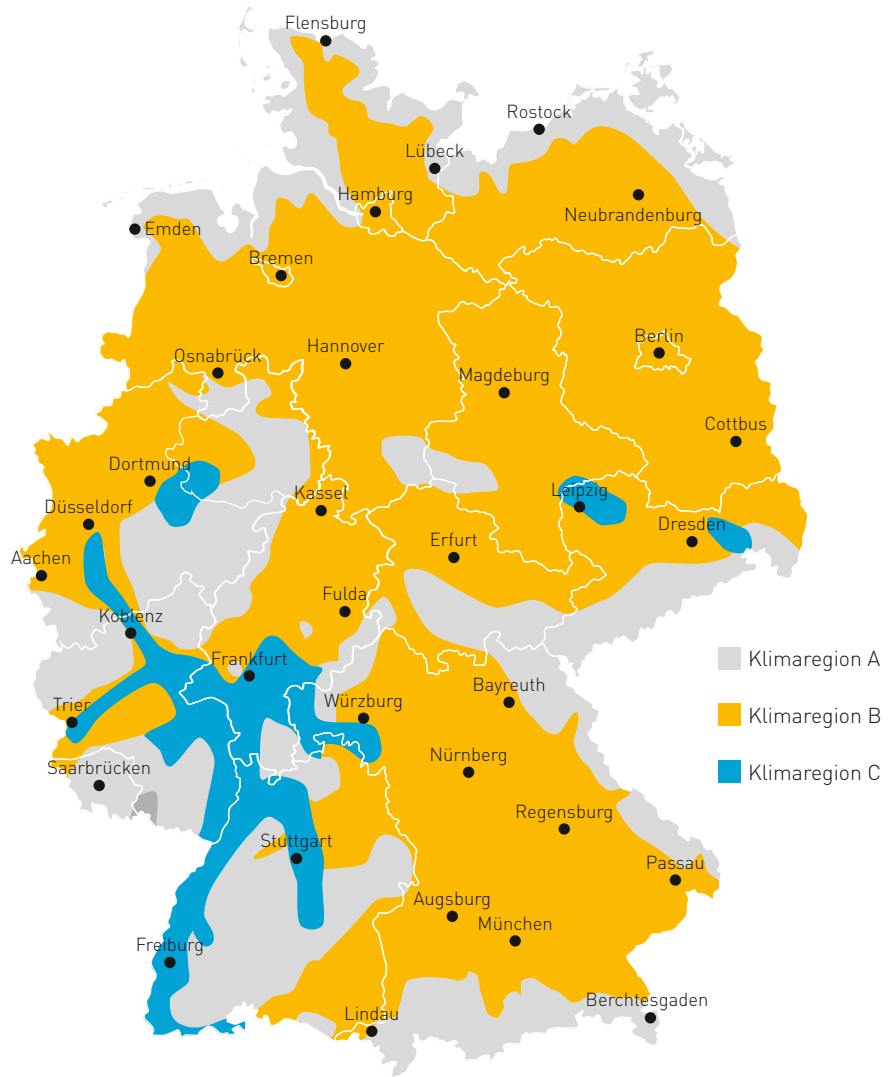 Flensburg
Rostock
Lübeck
Hamburg
Neubrandenburg
Emden
Bremen
Berlin
Hannover
Osnabrück
Magdeburg
Cottbus
Dortmund
Kassel
Leipzig
Düsseldorf
Dresden
Erfurt
Aachen
Fulda
Koblenz
Frankfurt
Klimaregion A
Bayreuth
Würzburg
Trier
Klimaregion B
Nürnberg
Saarbrücken
Klimaregion C
Regensburg
Stuttgart
Passau
Augsburg
München
Freiburg
Berchtesgaden
Lindau